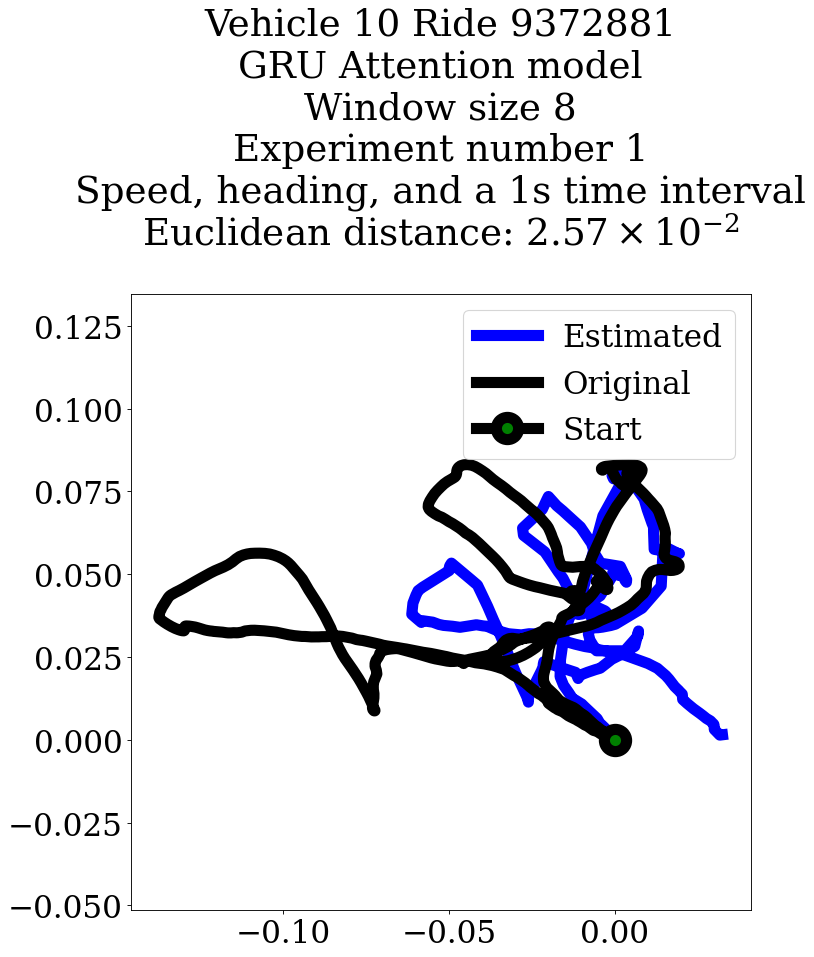 Vehicle 10 Ride 9372881
GRU Attention model
Window size 8
Experiment number 1
Speed, heading, and a 1s time interval
Euclidean distance: 2.57 × 10⁻²
Estimated
Original
Start
0.125
0.100
0.075
0.050
0.025
0.000
−0.025
−0.050
−0.10
−0.05
0.00